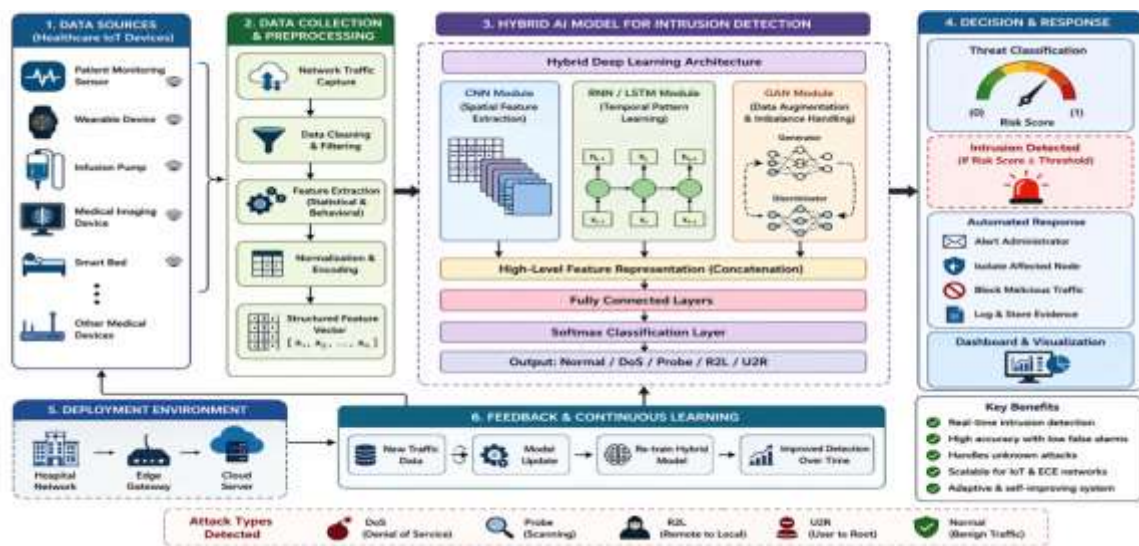 1. DATA SOURCES
(Healthcare IoT Devices)
Patient Monitoring
Sensor
Wearable Device
Infusion Pump
Medical Imaging
Device
Smart Bed
Other Medical
Devices
2. DATA COLLECTION
& PREPROCESSING
Network Traffic
Capture
Data Cleaning
& Filtering
Feature Extraction
(Statistical &
Behavioral)
Normalization &
Encoding
Structured Feature
Vector
3. HYBRID AI MODEL FOR INTRUSION DETECTION
Hybrid Deep Learning Architecture
CNN Module
(Spatial Feature
Extraction)
RNN / LSTM Module
(Temporal Pattern
Learning)
GAN Module
(Data Augmentation
& Imbalance Handling)
Generator
Discriminator
High-Level Feature Representation (Concatenation)
Fully Connected Layers
Softmax Classification Layer
Output: Normal / DoS / Probe / R2L / U2R
4. DECISION & RESPONSE
Threat Classification
(0)
(1)
Risk Score
Intrusion Detected
(If Risk Score ≥ Threshold)
Automated Response
Alert Administrator
Isolate Affected Node
Block Malicious Traffic
Log & Store Evidence
Dashboard & Visualization
Key Benefits
Real-time intrusion detection
High accuracy with low false alarms
Handles unknown attacks
Scalable for IoT & ECE networks
Adaptive & self-improving system
5. DEPLOYMENT ENVIRONMENT
Hospital
Network
Edge
Gateway
Cloud
Server
6. FEEDBACK & CONTINUOUS LEARNING
New Traffic
Data
Model
Update
Re-train Hybrid
Model
Improved Detection
Over Time
Attack Types
Detected
DoS
(Denial of Service)
Probe
(Scanning)
R2L
(Remote to Local)
U2R
(User to Root)
Normal
(Benign Traffic)